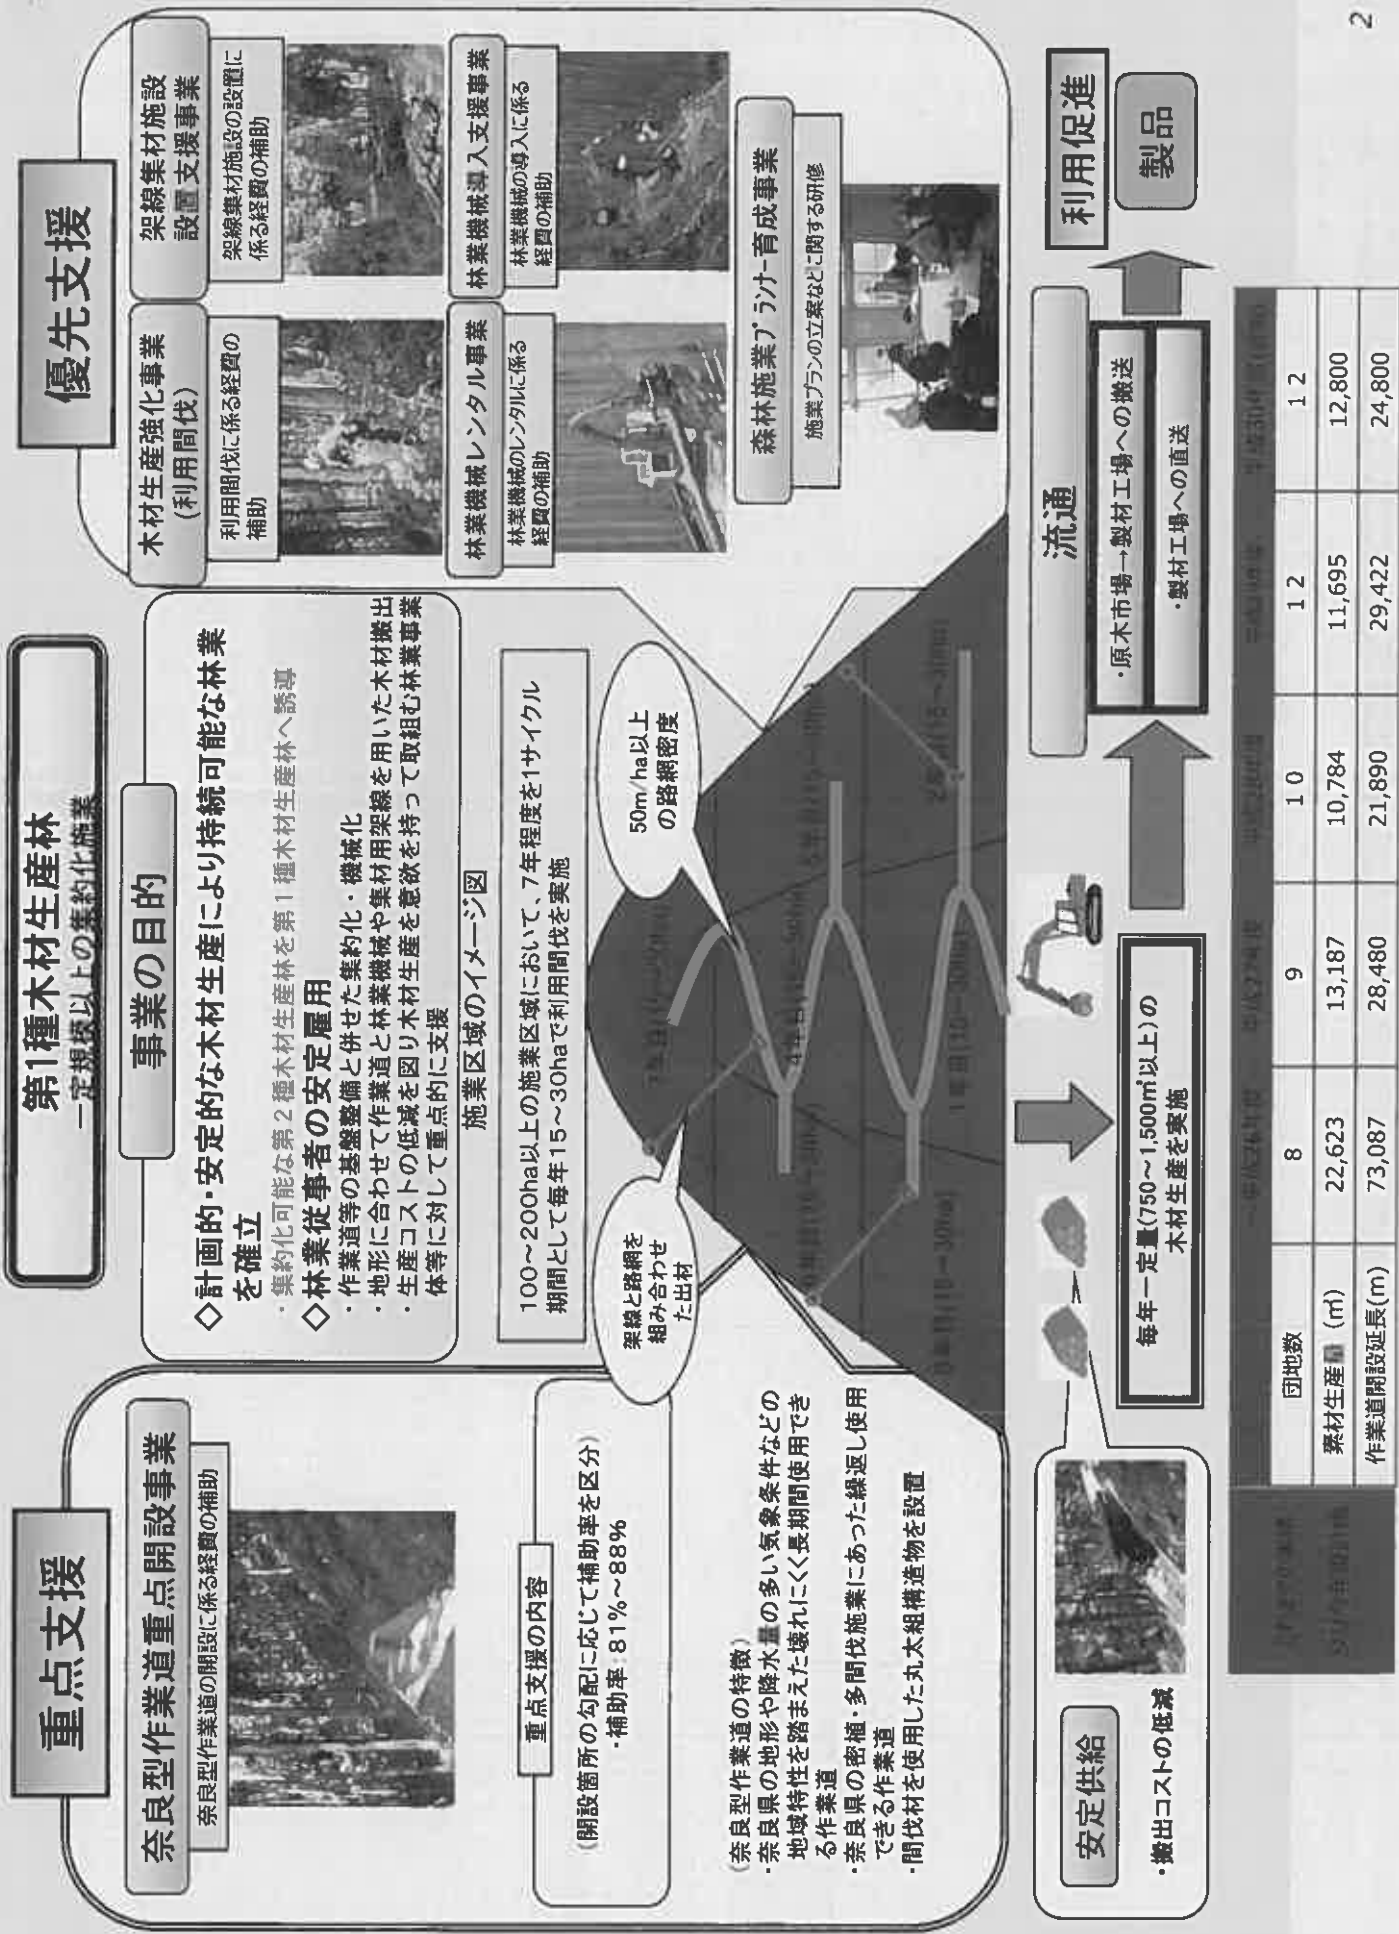 第1種木材生産林
一定規模以上の集約化施業
重点支援
奈良型作業道重点開設事業
奈良型作業道の開設に係る経費の補助
重点支援の内容
(開設箇所の勾配に応じて補助率を区分)
・補助率:81%~88%
(奈良型作業道の特徴)
・奈良県の地形や降水量の多い気象条件などの
地域特性を踏まえた壊れにくく長期間使用でき
る作業道
・奈良県の密植・多間伐施業にあった繰返し使用
できる作業道
・間伐材を使用した丸太組構造物を設置
事業の目的
◇計画的・安定的な木材生産により持続可能な林業
を確立
・集約化可能な第2種木材生産林を第1種木材生産林へ誘導
◇林業従事者の安定雇用
・作業道等の基盤整備と併せた集約化・機械化
・地形に合わせて作業道と林業機械や集材用架線を用いた木材搬出
・生産コストの低減を図り木材生産を意欲を持って取組む林業事業
体等に対して重点的に支援
施業区域のイメージ図
100~200ha以上の施業区域において、7年程度を1サイクル
期間として毎年15~30haで利用間伐を実施
架線と路網を
組み合わせ
た出材
50m/ha以上
の路網密度
優先支援
木材生産強化事業
(利用間伐)
利用間伐に係る経費の
補助
架線集材施設
設置支援事業
架線集材施設の設置に
係る経費の補助
林業機械レンタル事業
林業機械のレンタルに係る
経費の補助
林業機械導入支援事業
林業機械の導入に係る
経費の補助
森林施業プランナー育成事業
施業プランの立案などに関する研修
安定供給
・搬出コストの低減
毎年一定量(750~1,500㎥以上)の
木材生産を実施
流通
・原木市場→製材工場への搬送
・製材工場への直送
利用促進
製品
団地数 8 9 10 12 12
素材生産量(㎥) 22,623 13,187 10,784 11,695 12,800
作業道開設延長(m) 73,087 28,480 21,890 29,422 24,800
2